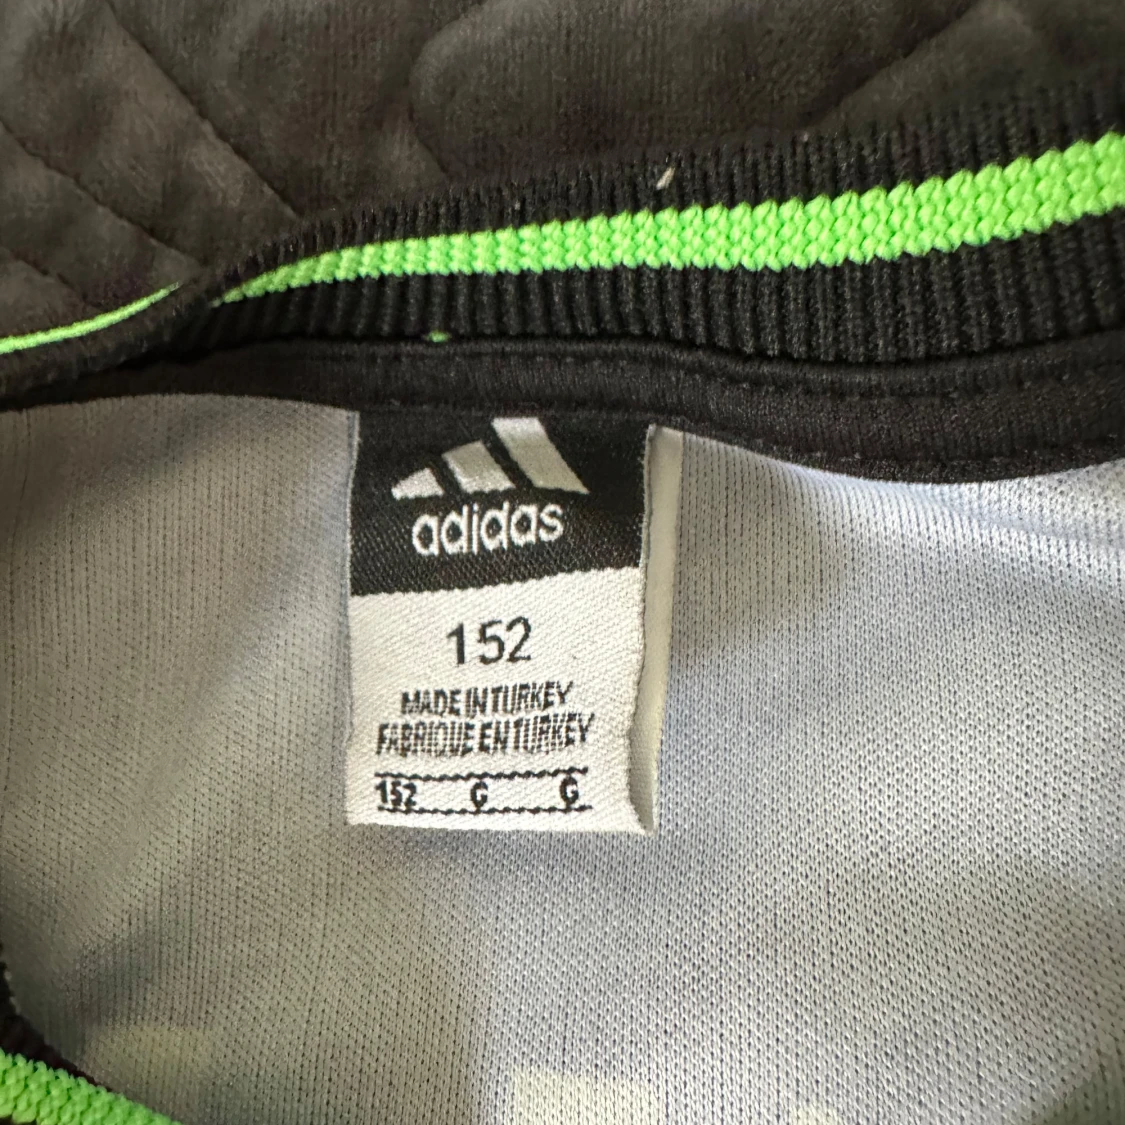 adidas
152
MADE IN TURKEY
FABRIQUE EN TURKEY
152 G G